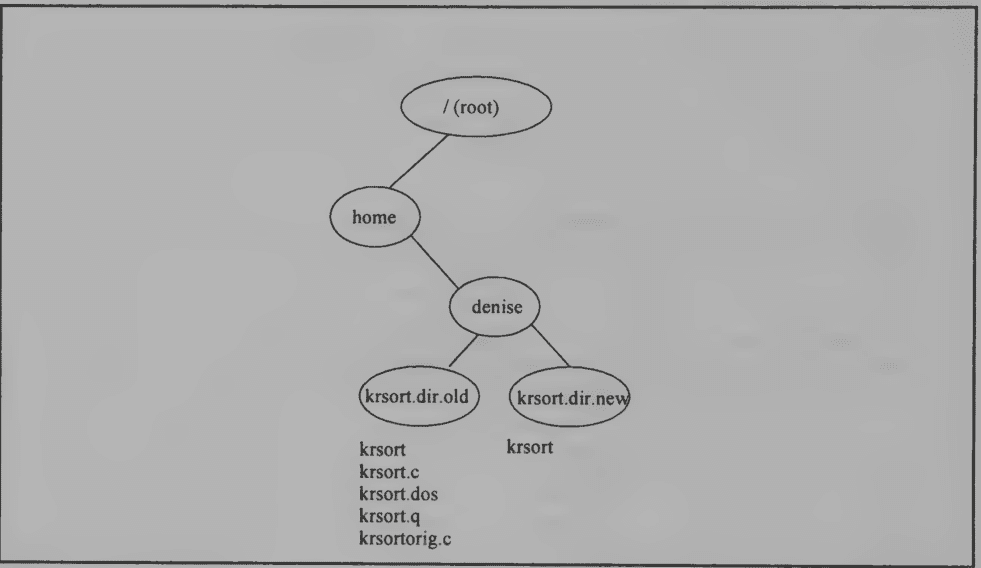 / (root)
home
denise
krsort.dir.old
krsort.dir.new
krsort
krsort
krsort.c
krsort.dos
krsort.q
krsortorig.c